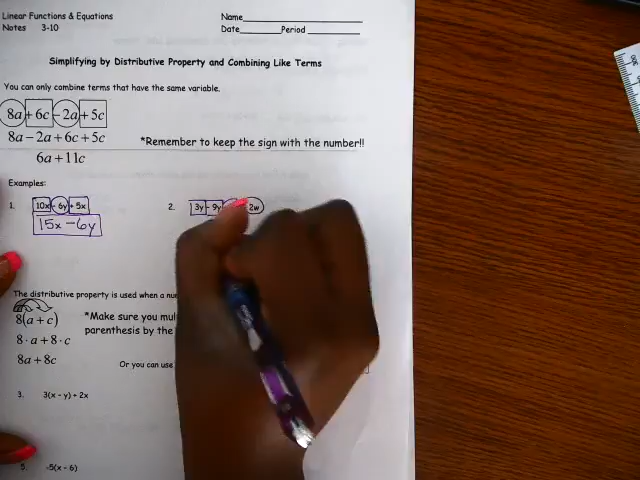 Linear Functions & Equations
Name
Notes 3-10
Date Period
Simplifying by Distributive Property and Combining Like Terms
You can only combine terms that have the same variable.
8a + 6c - 2a + 5c
8a - 2a + 6c + 5c
*Remember to keep the sign with the number!!
6a + 11c
Examples:
1. 10x - 6y + 5x
2. 13y - 9y 2w
15x - 6y
The distributive property is used when a
8(a + c)
*Make sure you
8 · a + 8 · c
parenthesis by the
8a + 8c
Or you can use
3. 3(x - y) + 2x
5. -5(x - 6)